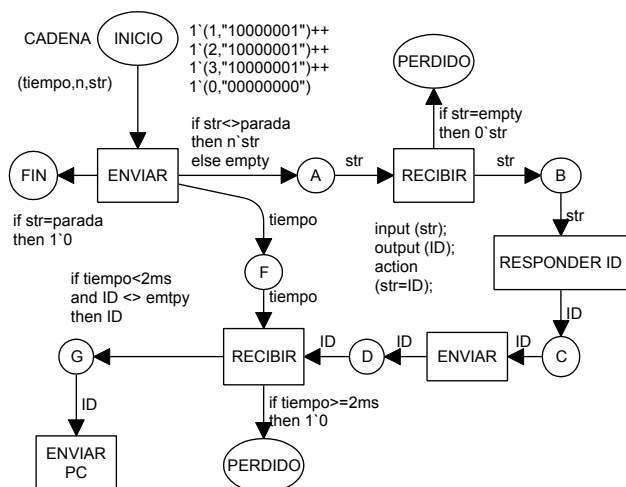 CADENA
INICIO
1`(1,"10000001")++
1`(2,"10000001")++
1`(3,"10000001")++
1`(0,"00000000")
(tiempo,n,str)
PERDIDO
if str=empty
then 0`str
if str<>parada
then n`str
else empty
FIN
ENVIAR
A
str
RECIBIR
str
B
if str=parada
then 1`0
tiempo
str
input (str);
output (ID);
action
(str=ID);
RESPONDER ID
F
if tiempo<2ms
and ID <> emtpy
then ID
tiempo
ID
G
RECIBIR
ID
D
ID
ENVIAR
ID
C
ID
if tiempo>=2ms
then 1`0
ENVIAR
PC
PERDIDO